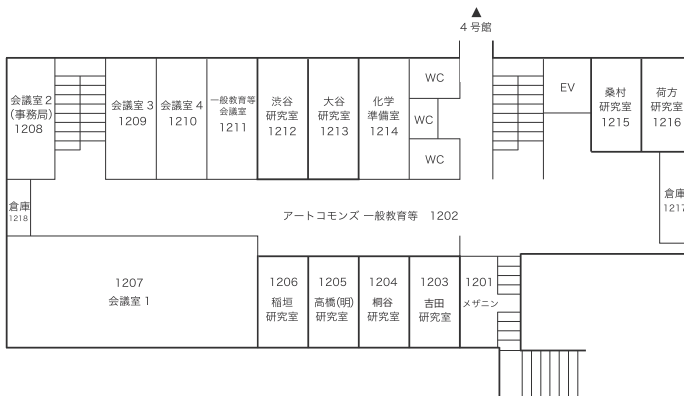 ▲
4号館
会議室2
(事務局)
1208
会議室3
1209
会議室4
1210
一般教育等
会議室
1211
渋谷
研究室
1212
大谷
研究室
1213
化学
準備室
1214
WC
WC
WC
EV
桑村
研究室
1215
荷方
研究室
1216
倉庫
1218
アートコモンズ 一般教育等 1202
倉庫
1217
1207
会議室1
1206
稲垣
研究室
1205
高橋(明)
研究室
1204
桐谷
研究室
1203
吉田
研究室
1201
メザニン